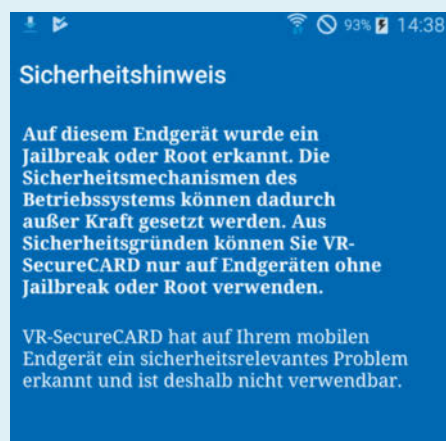 93% 14:38
Sicherheitshinweis
Auf diesem Endgerät wurde ein
Jailbreak oder Root erkannt. Die
Sicherheitsmechanismen des
Betriebssystems können dadurch
außer Kraft gesetzt werden. Aus
Sicherheitsgründen können Sie VR-
SecureCARD nur auf Endgeräten ohne
Jailbreak oder Root verwenden.
VR-SecureCARD hat auf Ihrem mobilen
Endgerät ein sicherheitsrelevantes Problem
erkannt und ist deshalb nicht verwendbar.